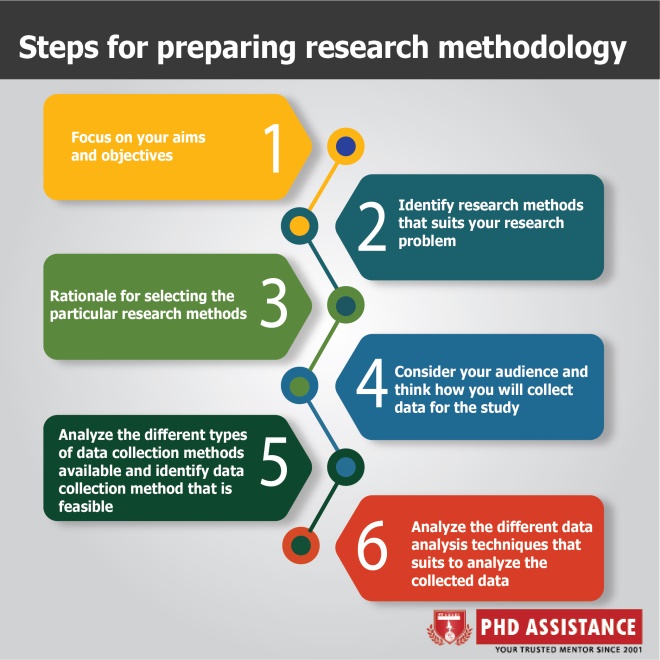 Steps for preparing research methodology
Focus on your aims
and objectives
1
2
Identify research methods
that suits your research
problem
Rationale for selecting the
particular research methods
3
4
Consider your audience and
think how you will collect
data for the study
Analyze the different types
of data collection methods
available and identify data
collection method that is
feasible
5
6
Analyze the different data
analysis techniques that
suits to analyze the
collected data
PHD ASSISTANCE
YOUR TRUSTED MENTOR SINCE 2001